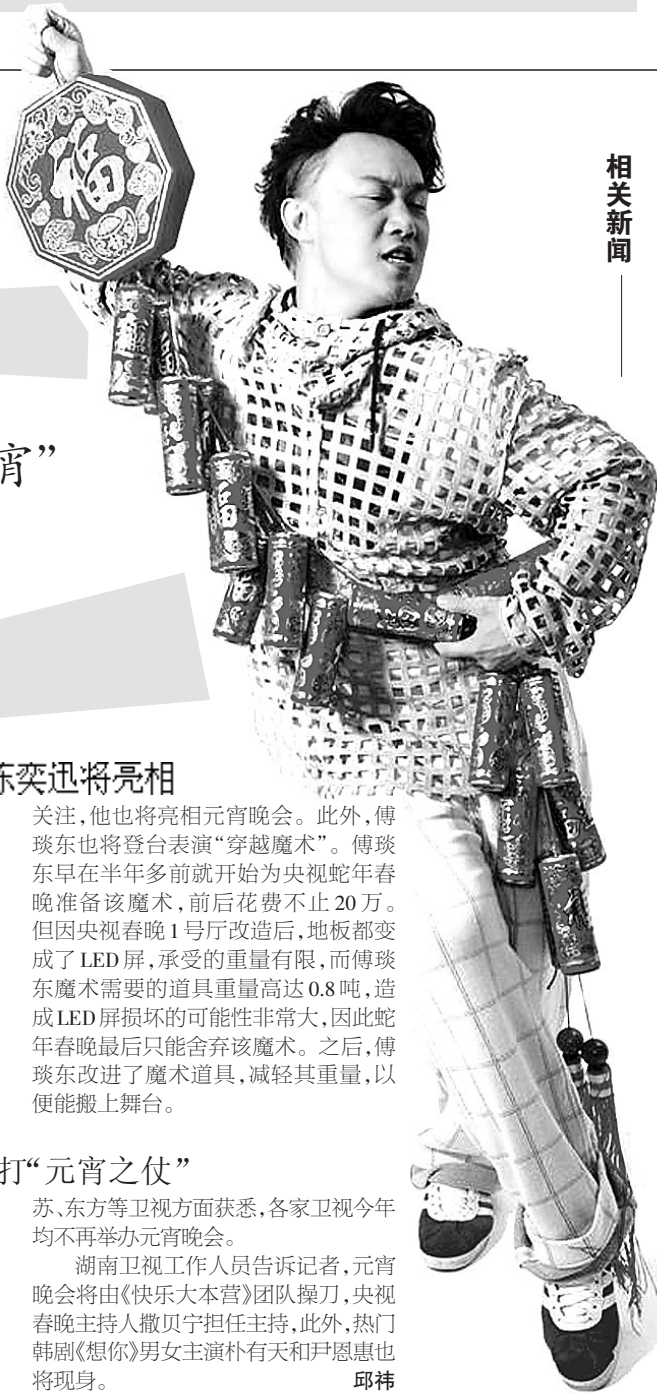 福
相关新闻
宵”
陈奕迅将亮相
关注,他也将亮相元宵晚会。此外,傅
琰东也将登台表演“穿越魔术”。傅琰
东早在半年多前就开始为央视蛇年春
晚准备该魔术,前后花费不止20万。
但因央视春晚1号厅改造后,地板都变
成了LED屏,承受的重量有限,而傅琰
东魔术需要的道具重量高达0.8吨,造
成LED屏损坏的可能性非常大,因此蛇
年春晚最后只能舍弃该魔术。之后,傅
琰东改进了魔术道具,减轻其重量,以
便能搬上舞台。
打“元宵之仗”
苏、东方等卫视方面获悉,各家卫视今年
均不再举办元宵晚会。
湖南卫视工作人员告诉记者,元宵
晚会将由《快乐大本营》团队操刀,央视
春晚主持人撒贝宁担任主持,此外,热门
韩剧《想你》男女主演朴有天和尹恩惠也
将现身。 邱祎